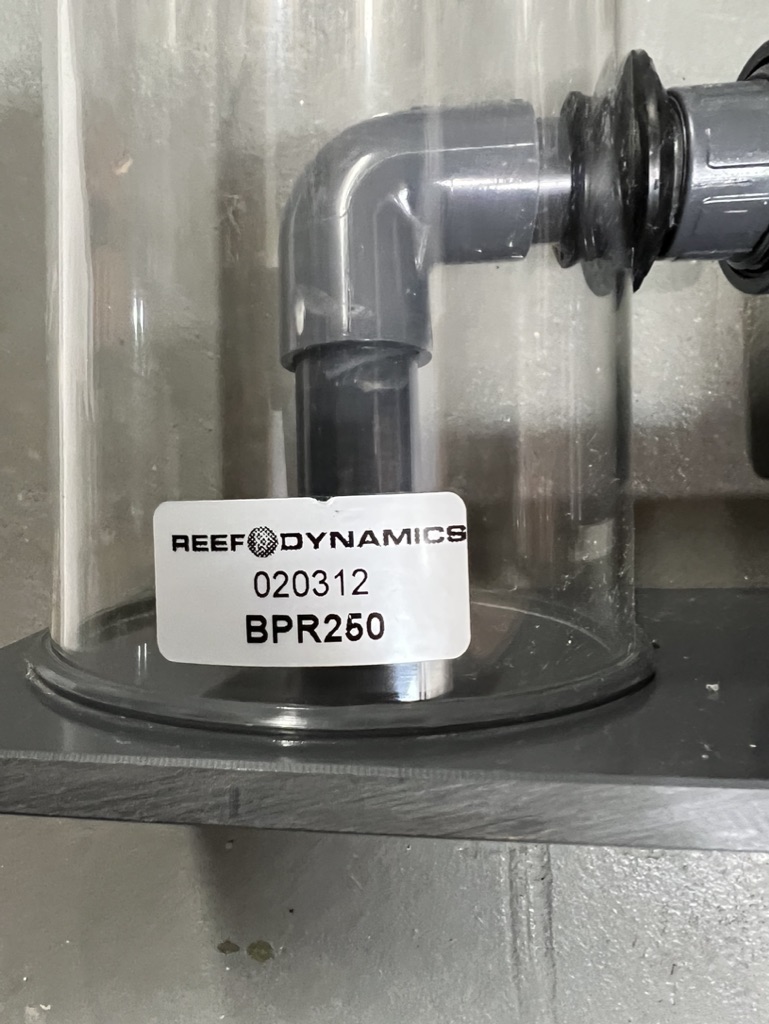 REEF DYNAMICS
020312
BPR250